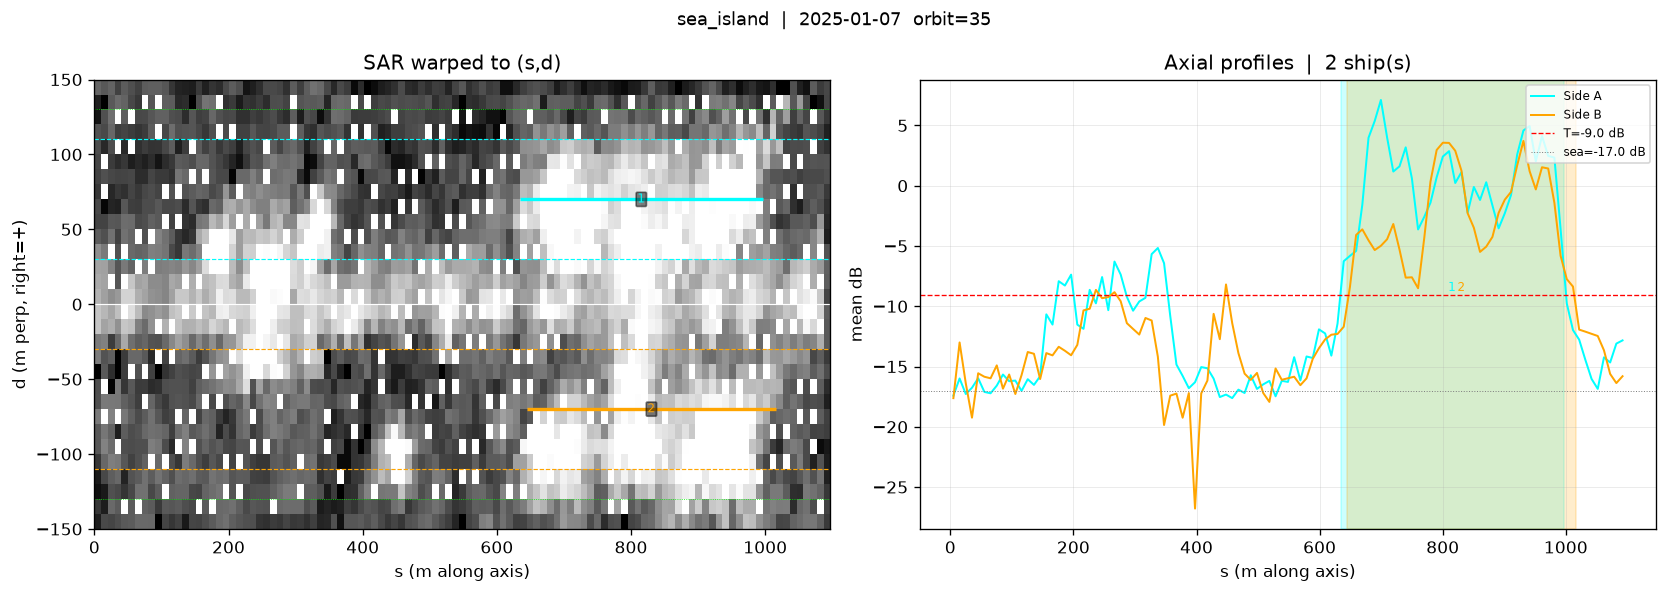 sea_island | 2025-01-07 orbit=35
SAR warped to (s,d)
150
100
50
0
−50
−100
−150
d (m perp, right=+)
1
2
0
200
400
600
800
1000
s (m along axis)
Axial profiles | 2 ship(s)
Side A
Side B
T=-9.0 dB
sea=-17.0 dB
5
0
−5
−10
−15
−20
−25
mean dB
1 2
0
200
400
600
800
1000
s (m along axis)